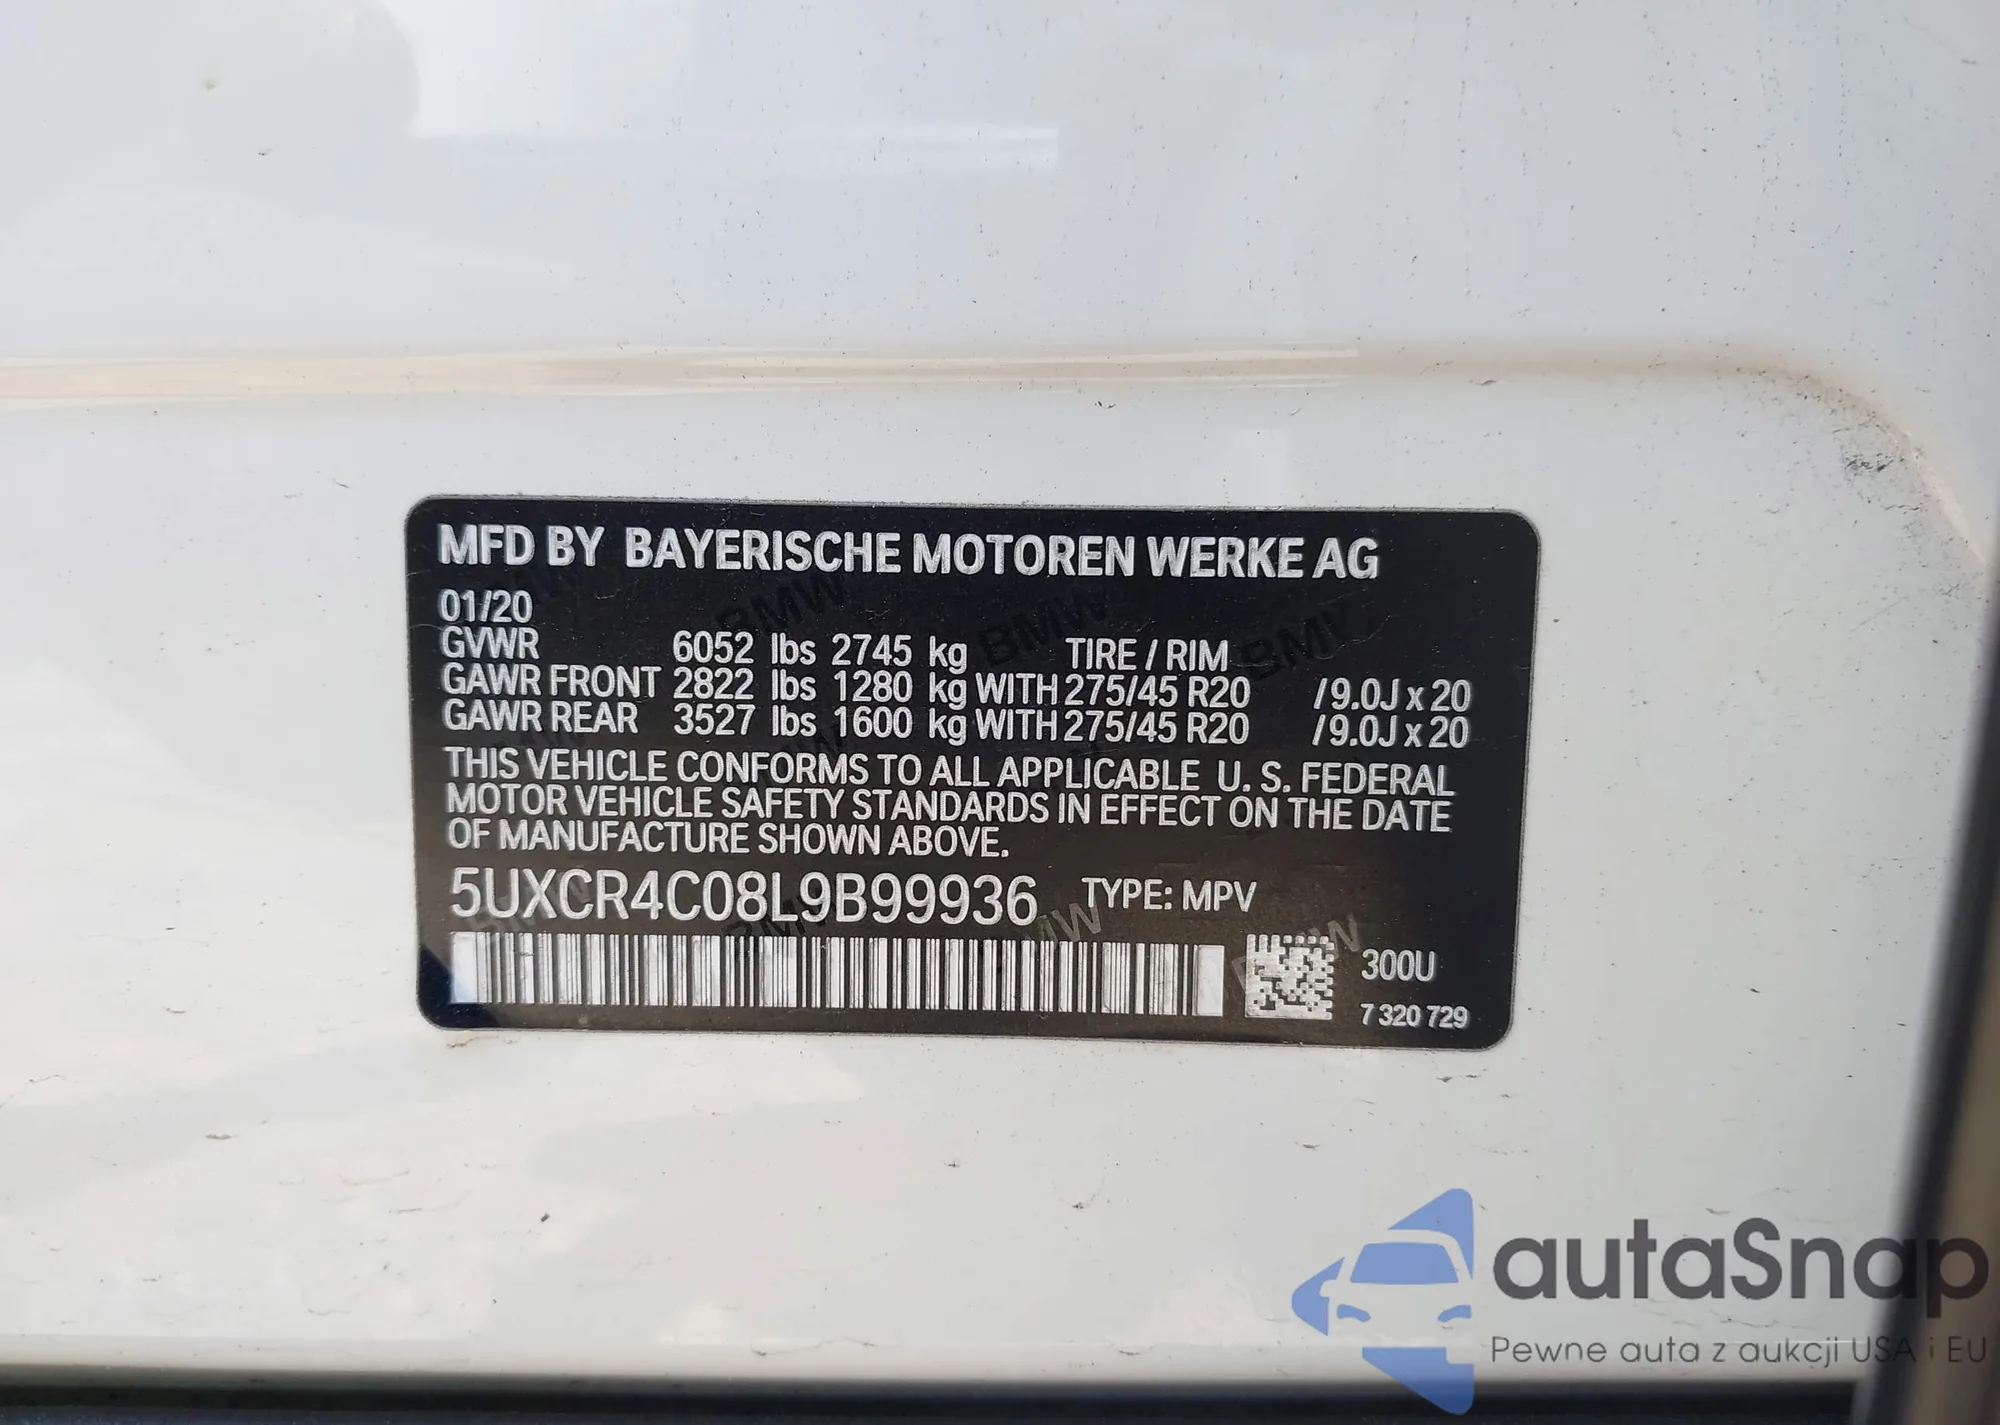 MFD BY BAYERISCHE MOTOREN WERKE AG
01/20
GVWR 6052 lbs 2745 kg TIRE / RIM
GAWR FRONT 2822 lbs 1280 kg WITH 275/45 R20 /9.0J x 20
GAWR REAR 3527 lbs 1600 kg WITH 275/45 R20 /9.0J x 20
THIS VEHICLE CONFORMS TO ALL APPLICABLE U. S. FEDERAL
MOTOR VEHICLE SAFETY STANDARDS IN EFFECT ON THE DATE
OF MANUFACTURE SHOWN ABOVE.
5UXCR4C08L9B99936 TYPE: MPV
300U
7 320 729
autaSnap
Pewne auta z aukcji USA i EU